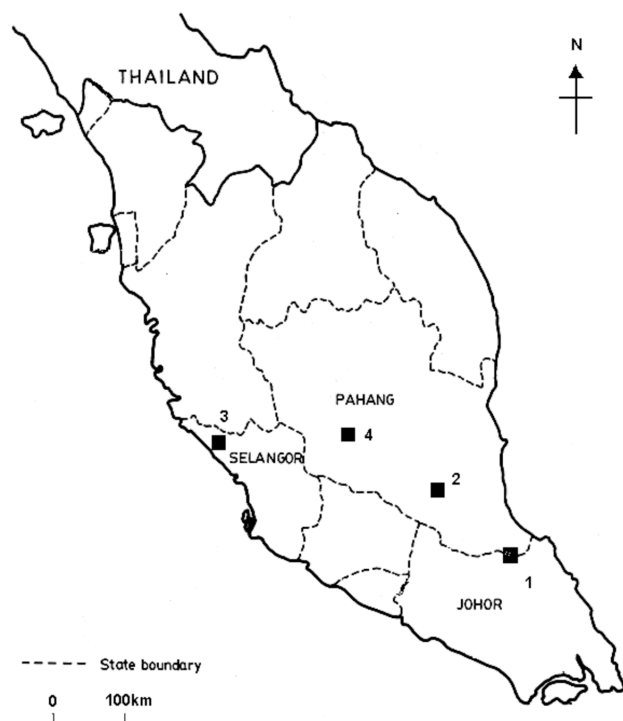 N
THAILAND
PAHANG
3
4
SELANGOR
2
1
JOHOR
State boundary
0 100km